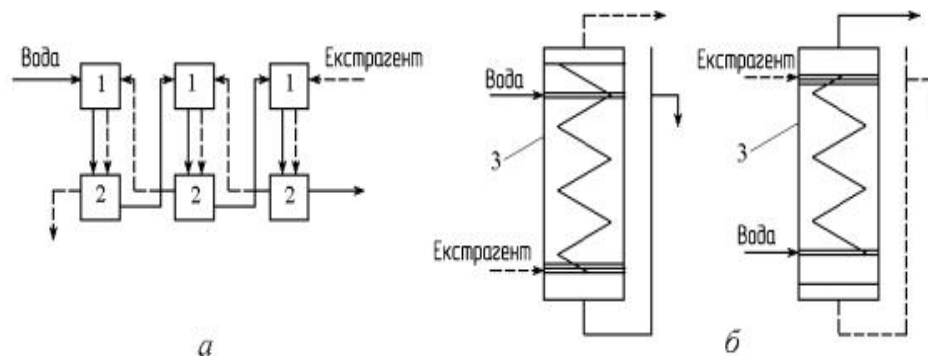 Вода
Екстрагент
1 1 1
2 2 2
а
Вода
3
Екстрагент
Екстрагент
3
Вода
б